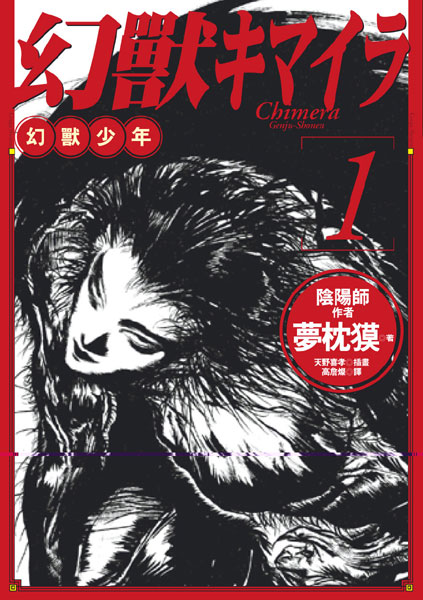 幻獸キマイラ
Chimera
Genju-Shonen
幻獸少年
1
陰陽師
作者
夢枕獏◎著
天野喜孝◎插畫
高詹燦◎譯